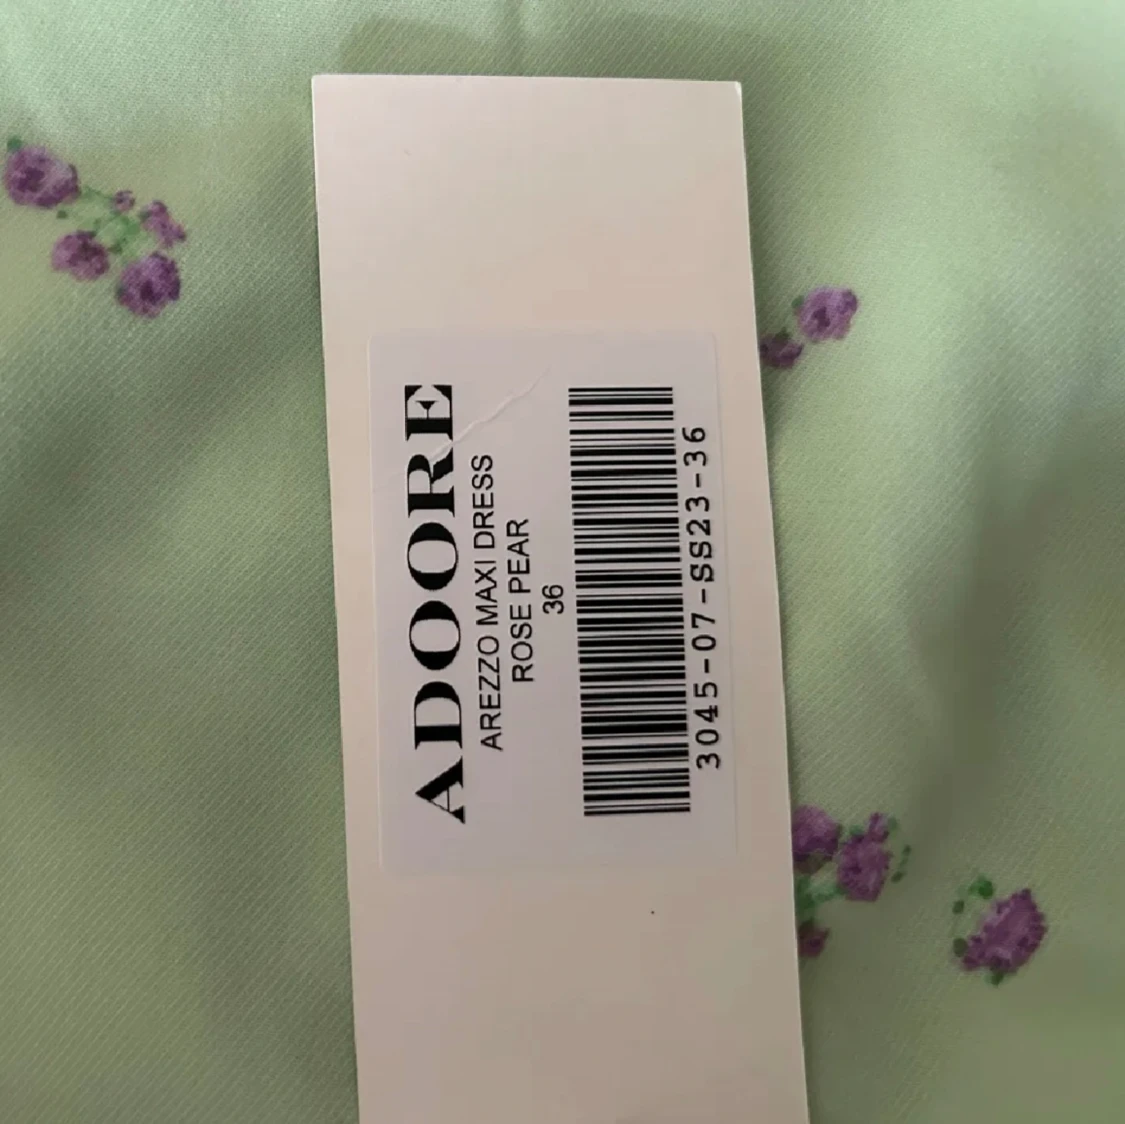 ADOORE
AREZZO MAXI DRESS
ROSE PEAR
36
3045-07-SS23-36